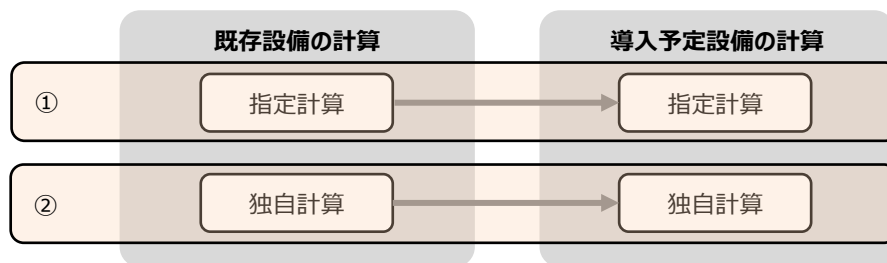 既存設備の計算 導入予定設備の計算
① 指定計算 指定計算
② 独自計算 独自計算